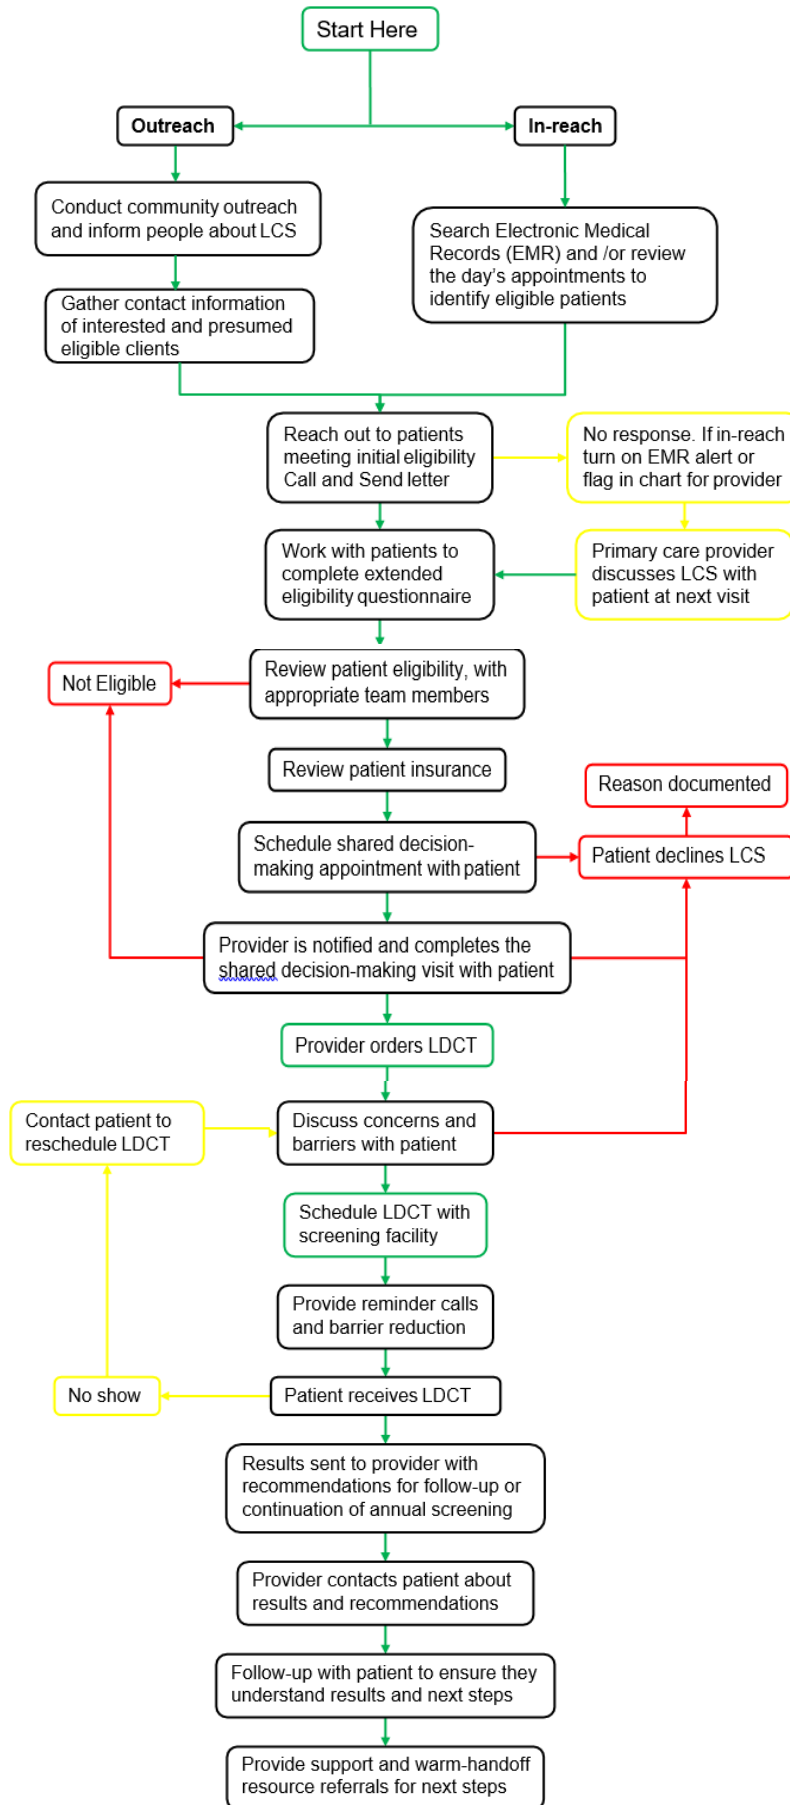 Start Here
Outreach
In-reach
Conduct community outreach
and inform people about LCS
Search Electronic Medical
Records (EMR) and /or review
the day’s appointments to
identify eligible patients
Gather contact information
of interested and presumed
eligible clients
Reach out to patients
meeting initial eligibility
Call and Send letter
No response. If in-reach
turn on EMR alert or
flag in chart for provider
Work with patients to
complete extended
eligibility questionnaire
Primary care provider
discusses LCS with
patient at next visit
Not Eligible
Review patient eligibility, with
appropriate team members
Review patient insurance
Reason documented
Schedule shared decision-
making appointment with patient
Patient declines LCS
Provider is notified and completes the
shared decision-making visit with patient
Provider orders LDCT
Contact patient to
reschedule LDCT
Discuss concerns and
barriers with patient
Schedule LDCT with
screening facility
Provide reminder calls
and barrier reduction
No show
Patient receives LDCT
Results sent to provider with
recommendations for follow-up or
continuation of annual screening
Provider contacts patient about
results and recommendations
Follow-up with patient to ensure they
understand results and next steps
Provide support and warm-handoff
resource referrals for next steps